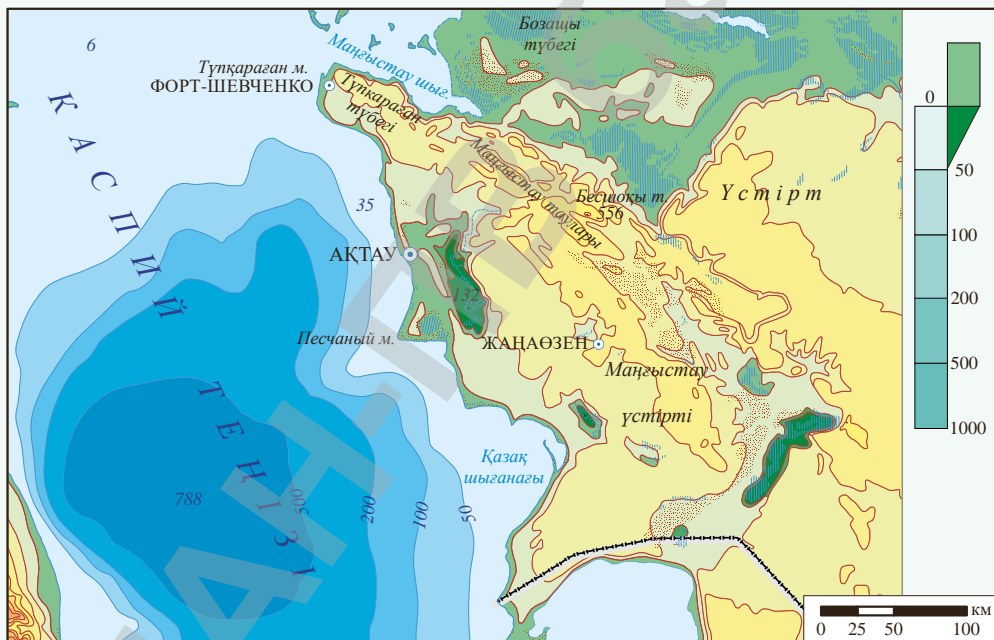 6
КАСПИЙ
ТЕҢІЗІ
Бозащы
түбегі
Маңғыстау шығ.
Түпқараған м.
ФОРТ-ШЕВЧЕНКО
Түпкараған
түбегі
Маңғыстау таулары
Бесшоқы т.
556
Үстірт
35
АҚТАУ
-132
Песчаный м.
ЖАҢАӨЗЕН
Маңғыстау
үстірті
Қазақ
шығанағы
788
500
200
100
50
0
50
100
200
500
1000
км
0 25 50 100